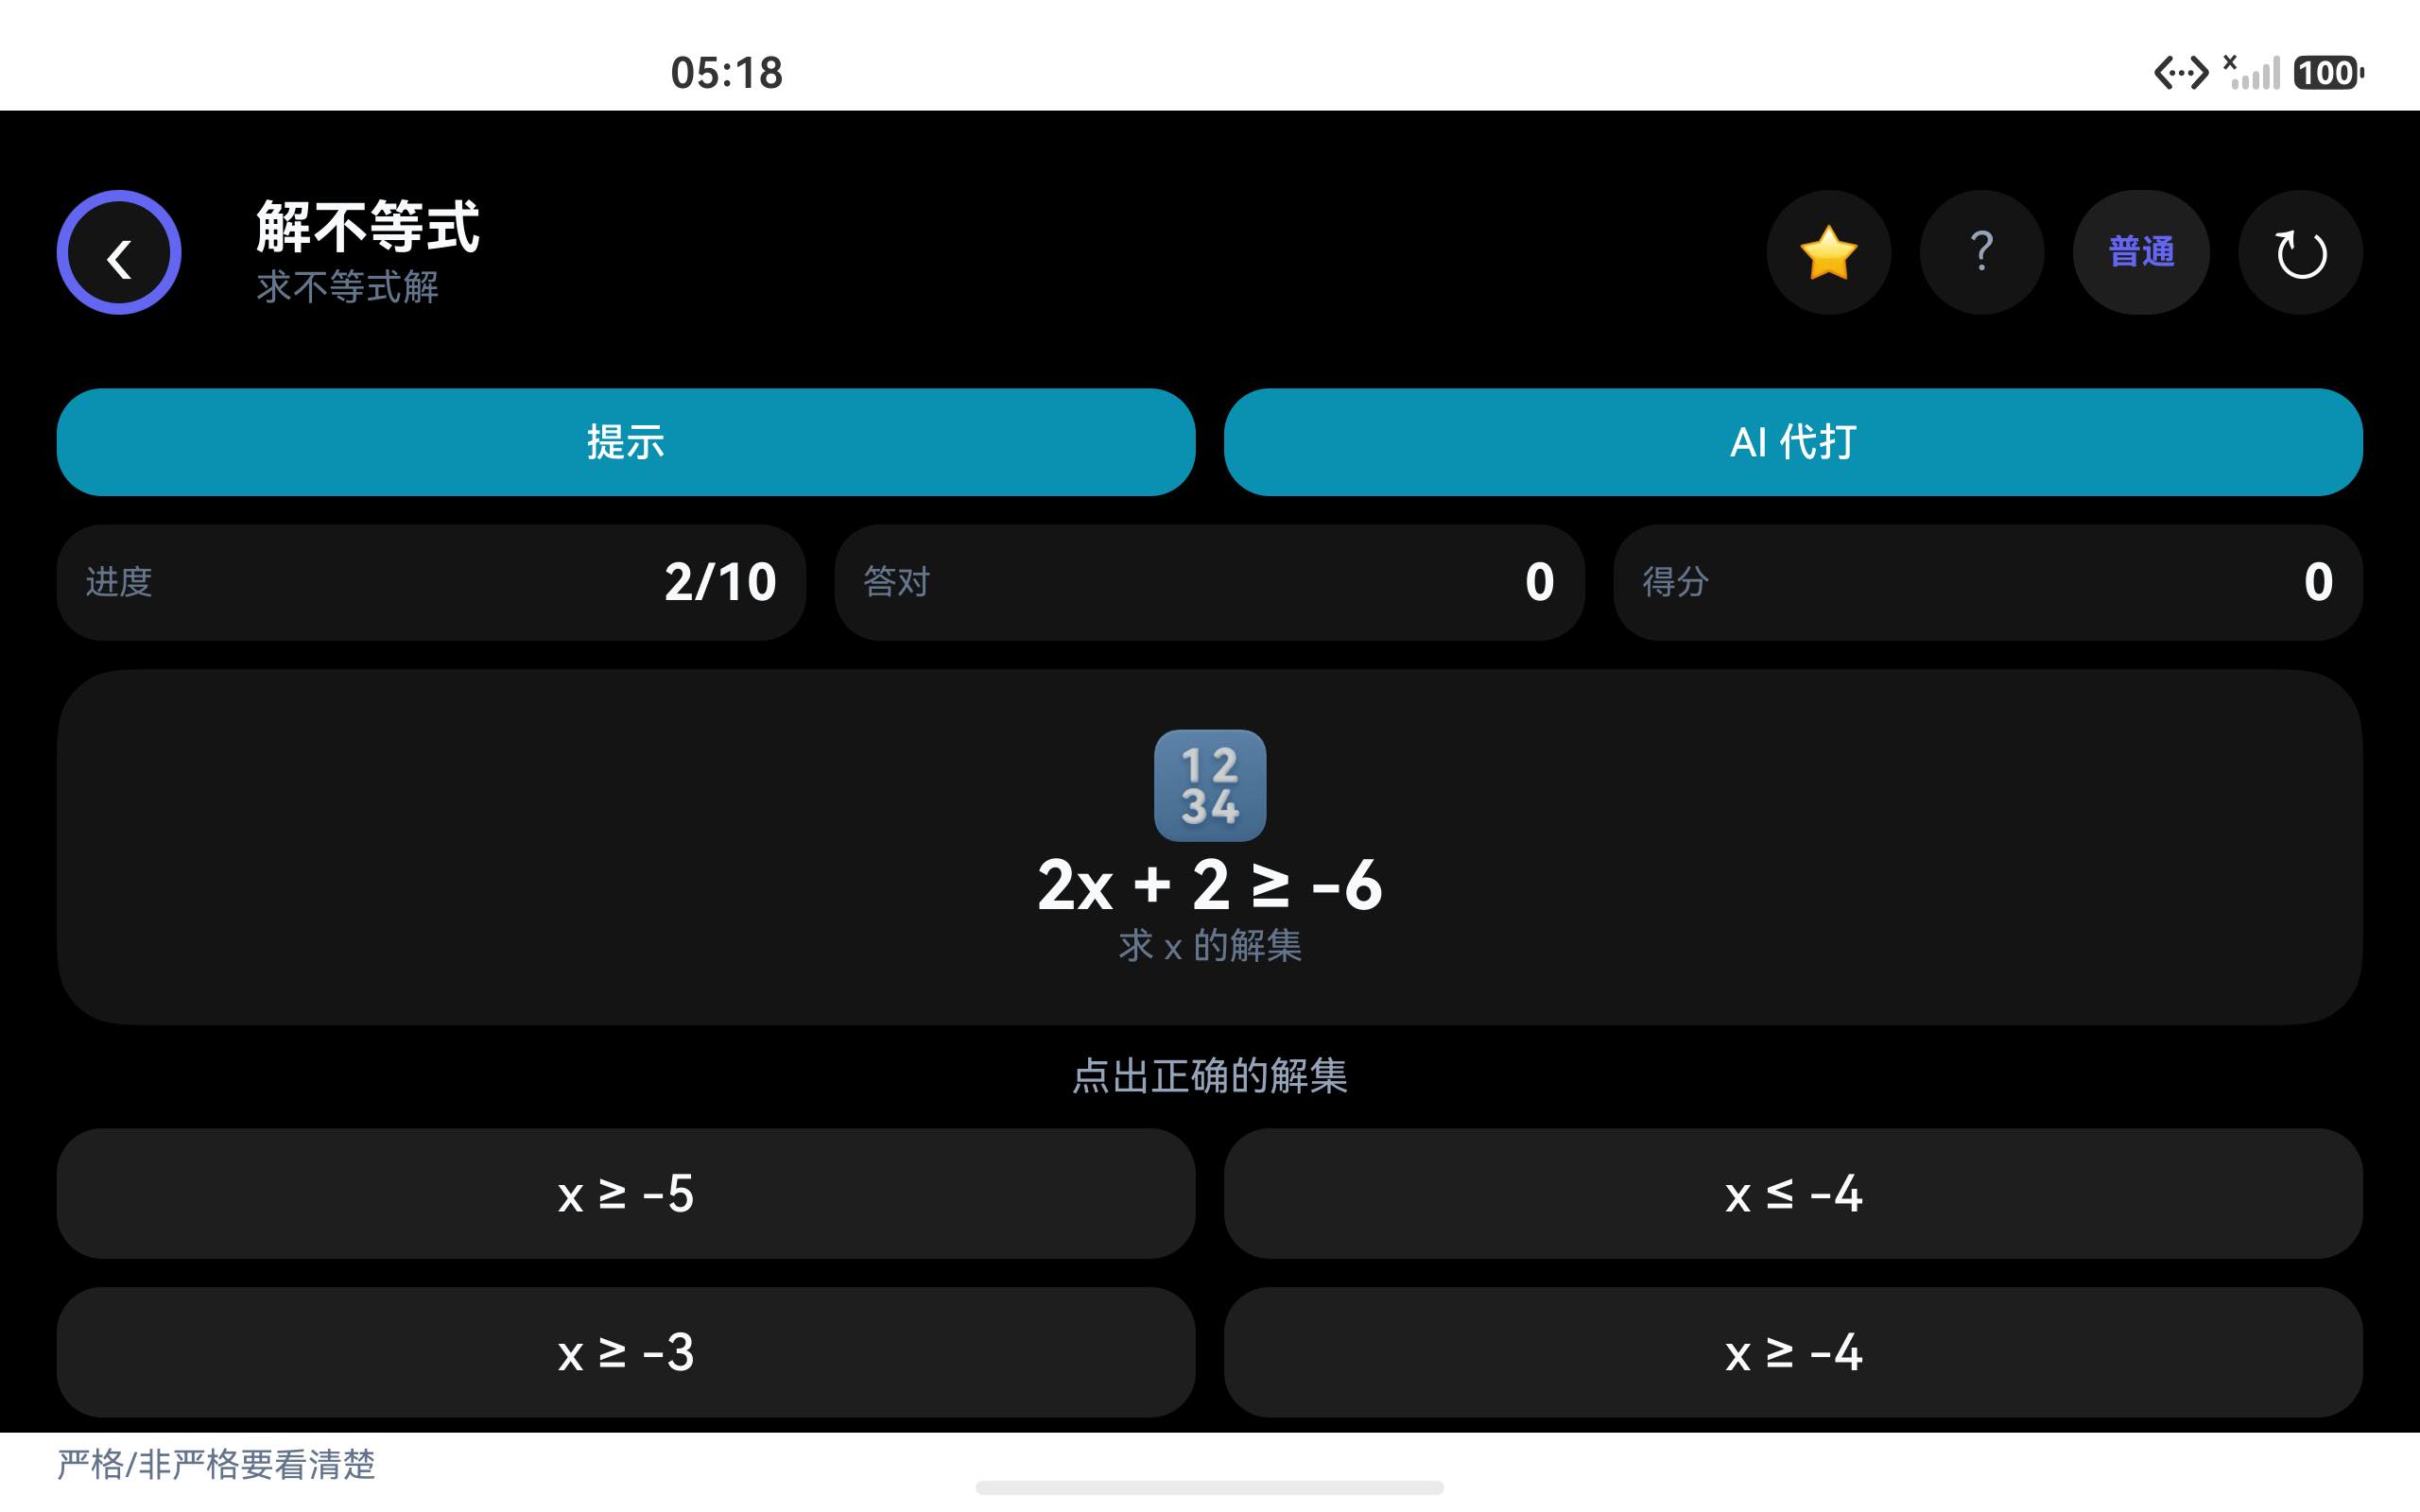 05:18
100
解不等式
求不等式解
?
普通
提示
AI 代打
进度
2/10
答对
0
得分
0
12
34
2x + 2 ≥ -6
求 x 的解集
点出正确的解集
x ≥ -5
x ≤ -4
x ≥ -3
x ≥ -4
严格/非严格要看清楚